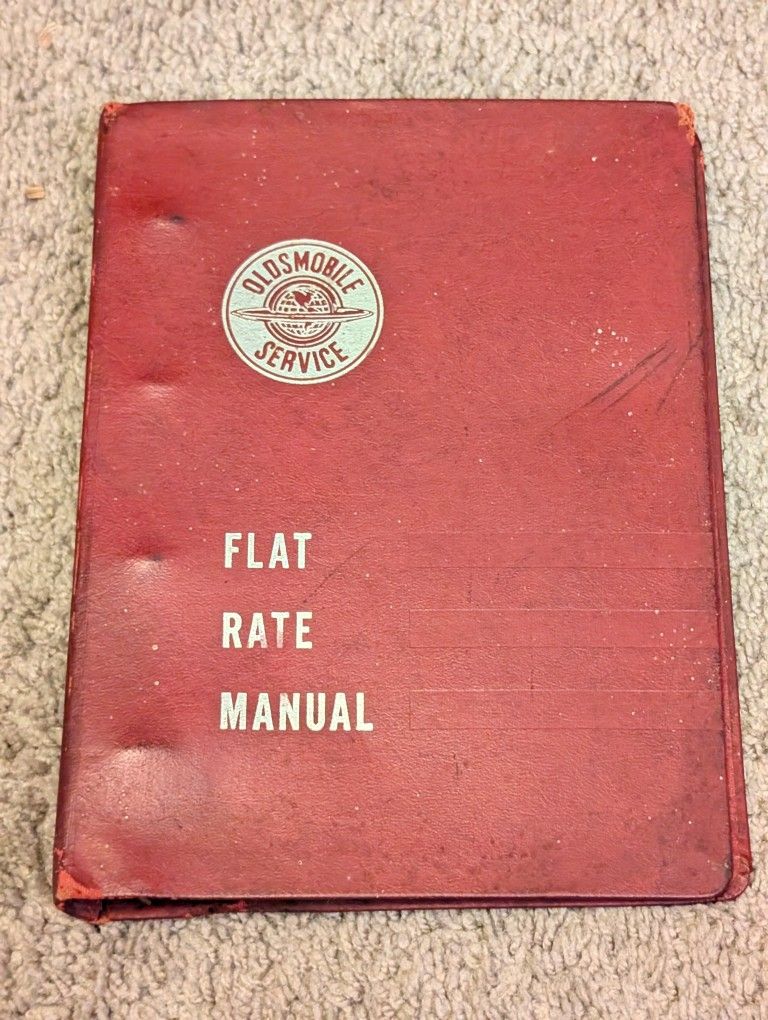 OLDSMOBILE
SERVICE
FLAT
RATE
MANUAL